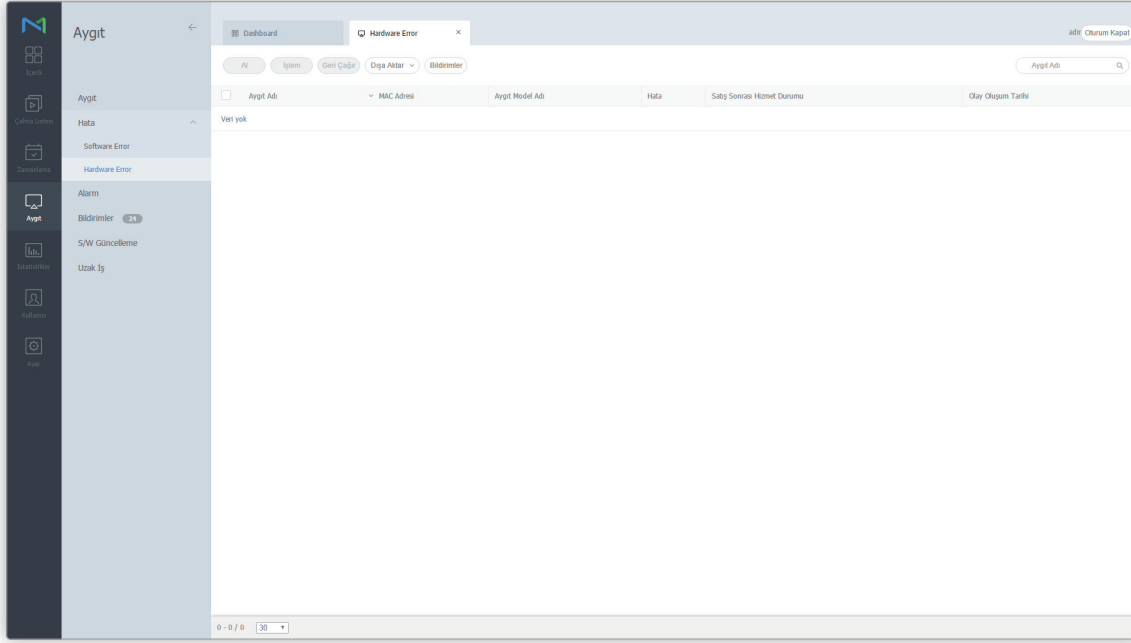 Aygıt
Dashboard
Hardware Error
adm
Oturum Kapat
Al
İşlem
Geri Çağır
Dışa Aktar
Bildirimler
Aygıt Adı
Aygıt Adı
MAC Adresi
Aygıt Model Adı
Hata
Satış Sonrası Hizmet Durumu
Olay Oluşum Tarihi
Veri yok
İçerik
Çalma Listesi
Zamanlama
Aygıt
İstatistikler
Kullanıcı
Ayar
Aygıt
Hata
Software Error
Hardware Error
Alarm
Bildirimler 24
S/W Güncelleme
Uzak İş
0 - 0 / 0
30